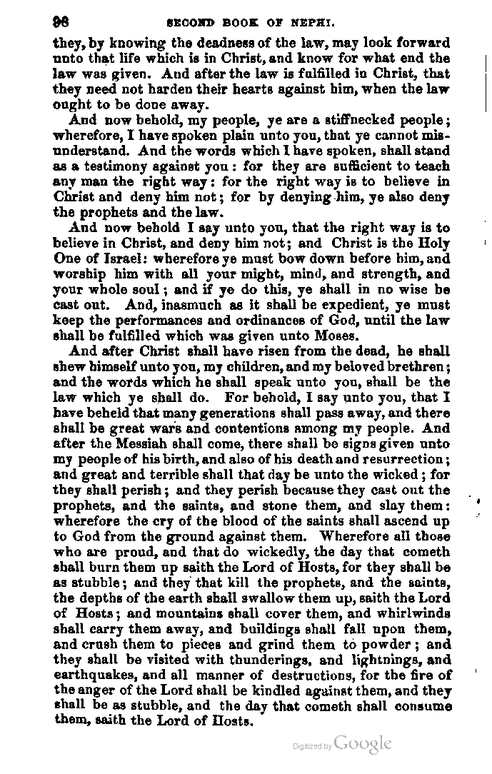 98 SECOND BOOK OF NEPHI.
they, by knowing the deadness of the law, may look forward
unto that life which is in Christ, and know for what end the
law was given. And after the law is fulfilled in Christ, that
they need not harden their hearts against him, when the law
ought to be done away.
And now behold, my people, ye are a stiffnecked people;
wherefore, I have spoken plain unto you, that ye cannot mis-
understand. And the words which I have spoken, shall stand
as a testimony against you: for they are sufficient to teach
any man the right way: for the right way is to believe in
Christ and deny him not; for by denying him, ye also deny
the prophets and the law.
And now behold I say unto you, that the right way is to
believe in Christ, and deny him not; and Christ is the Holy
One of Israel: wherefore ye must bow down before him, and
worship him with all your might, mind, and strength, and
your whole soul; and if ye do this, ye shall in no wise be
cast out. And, inasmuch as it shall be expedient, ye must
keep the performances and ordinances of God, until the law
shall be fulfilled which was given unto Moses.
And after Christ shall have risen from the dead, he shall
shew himself unto you, my children, and my beloved brethren;
and the words which he shall speak unto you, shall be the
law which ye shall do. For behold, I say unto you, that I
have beheld that many generations shall pass away, and there
shall be great wars and contentions among my people. And
after the Messiah shall come, there shall be signs given unto
my people of his birth, and also of his death and resurrection;
and great and terrible shall that day be unto the wicked; for
they shall perish; and they perish because they cast out the
prophets, and the saints, and stone them, and slay them:
wherefore the cry of the blood of the saints shall ascend up
to God from the ground against them. Wherefore all those
who are proud, and that do wickedly, the day that cometh
shall burn them up saith the Lord of Hosts, for they shall be
as stubble; and they that kill the prophets, and the saints,
the depths of the earth shall swallow them up, saith the Lord
of Hosts; and mountains shall cover them, and whirlwinds
shall carry them away, and buildings shall fall upon them,
and crush them to pieces and grind them to powder; and
they shall be visited with thunderings, and lightnings, and
earthquakes, and all manner of destructions, for the fire of
the anger of the Lord shall be kindled against them, and they
shall be as stubble, and the day that cometh shall consume
them, saith the Lord of Hosts.
Digitized by Google